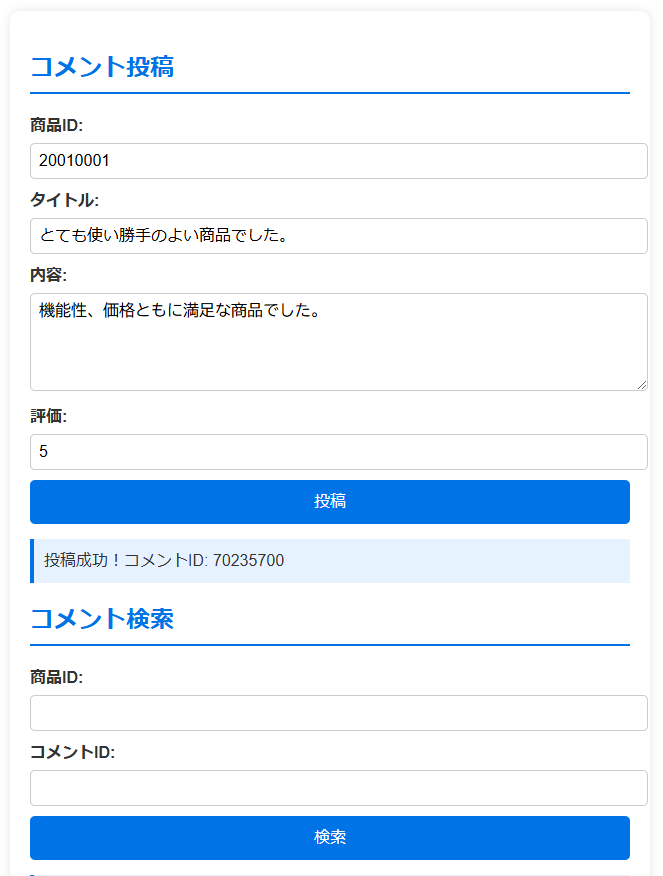 コメント投稿
商品ID:
20010001
タイトル:
とても使い勝手のよい商品でした。
内容:
機能性、価格ともに満足な商品でした。
評価:
5
投稿
投稿成功！コメントID: 70235700
コメント検索
商品ID:
コメントID:
検索